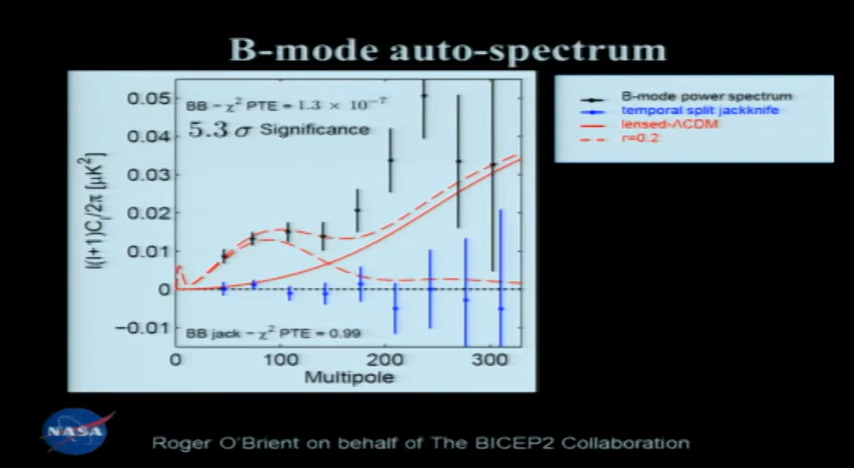 B-mode auto-spectrum
BB − χ² PTE = 1.3 × 10⁻⁷
5.3 σ Significance
B-mode power spectrum
temporal split jackknife
lensed-ΛCDM
r=0.2
l(l+1)Cₗ/2π [μK²]
0.05
0.04
0.03
0.02
0.01
0
−0.01
BB jack − χ² PTE = 0.99
0 100 200 300
Multipole
NASA
Roger O'Brient on behalf of The BICEP2 Collaboration